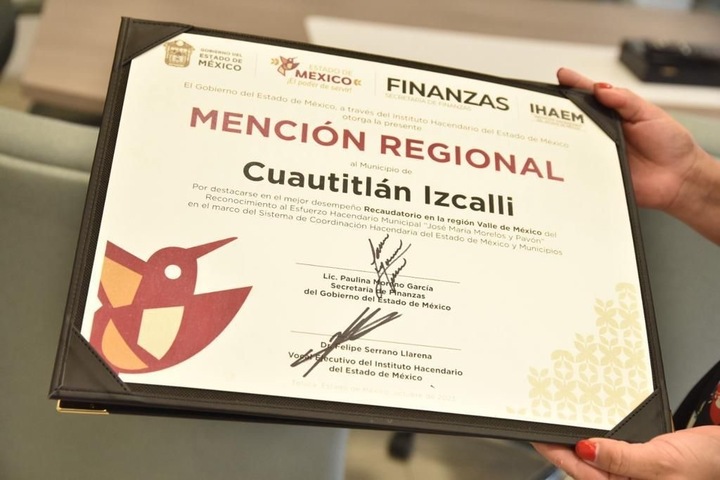 GOBIERNO DEL
ESTADO DE
MÉXICO
ESTADO DE
MÉXICO
¡El poder de servir!
FINANZAS
SECRETARÍA DE FINANZAS
IHAEM
El Gobierno del Estado de México, a través del Instituto Hacendario del Estado de México
otorga la presente
MENCIÓN REGIONAL
al Municipio de
Cuautitlán Izcalli
Por destacarse en el mejor desempeño Recaudatorio en la región Valle de México del
Reconocimiento al Esfuerzo Hacendario Municipal "José María Morelos y Pavón"
en el marco del Sistema de Coordinación Hacendaria del Estado de México y Municipios
Lic. Paulina Moreno García
Secretaria de Finanzas
del Gobierno del Estado de México
Dr. Felipe Serrano Llarena
Vocal Ejecutivo del Instituto Hacendario
del Estado de México